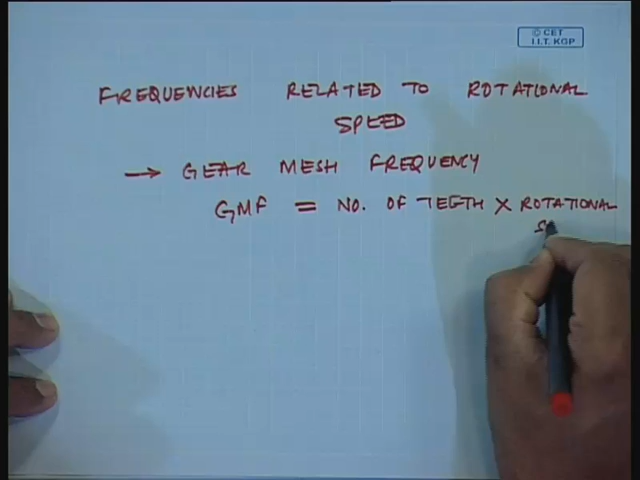 © CET
I.I.T. KGP
FREQUENCIES RELATED TO ROTATIONAL
SPEED
→ GEAR MESH FREQUENCY
GMF = NO. OF TEETH X ROTATIONAL